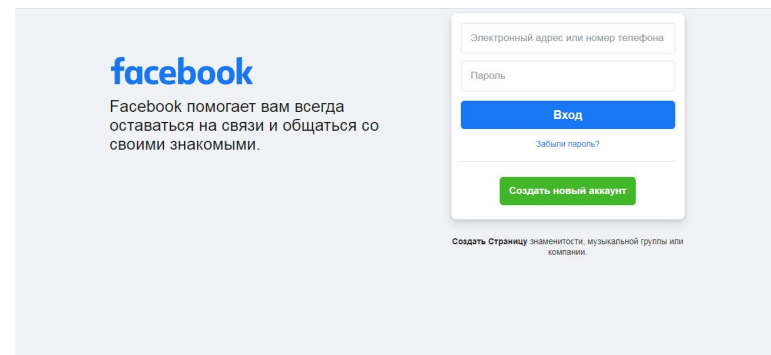 facebook
Facebook помогает вам всегда
оставаться на связи и общаться со
своими знакомыми.
Электронный адрес или номер телефона
Пароль
Вход
Забыли пароль?
Создать новый аккаунт
Создать Страницу знаменитости, музыкальной группы или
компании.